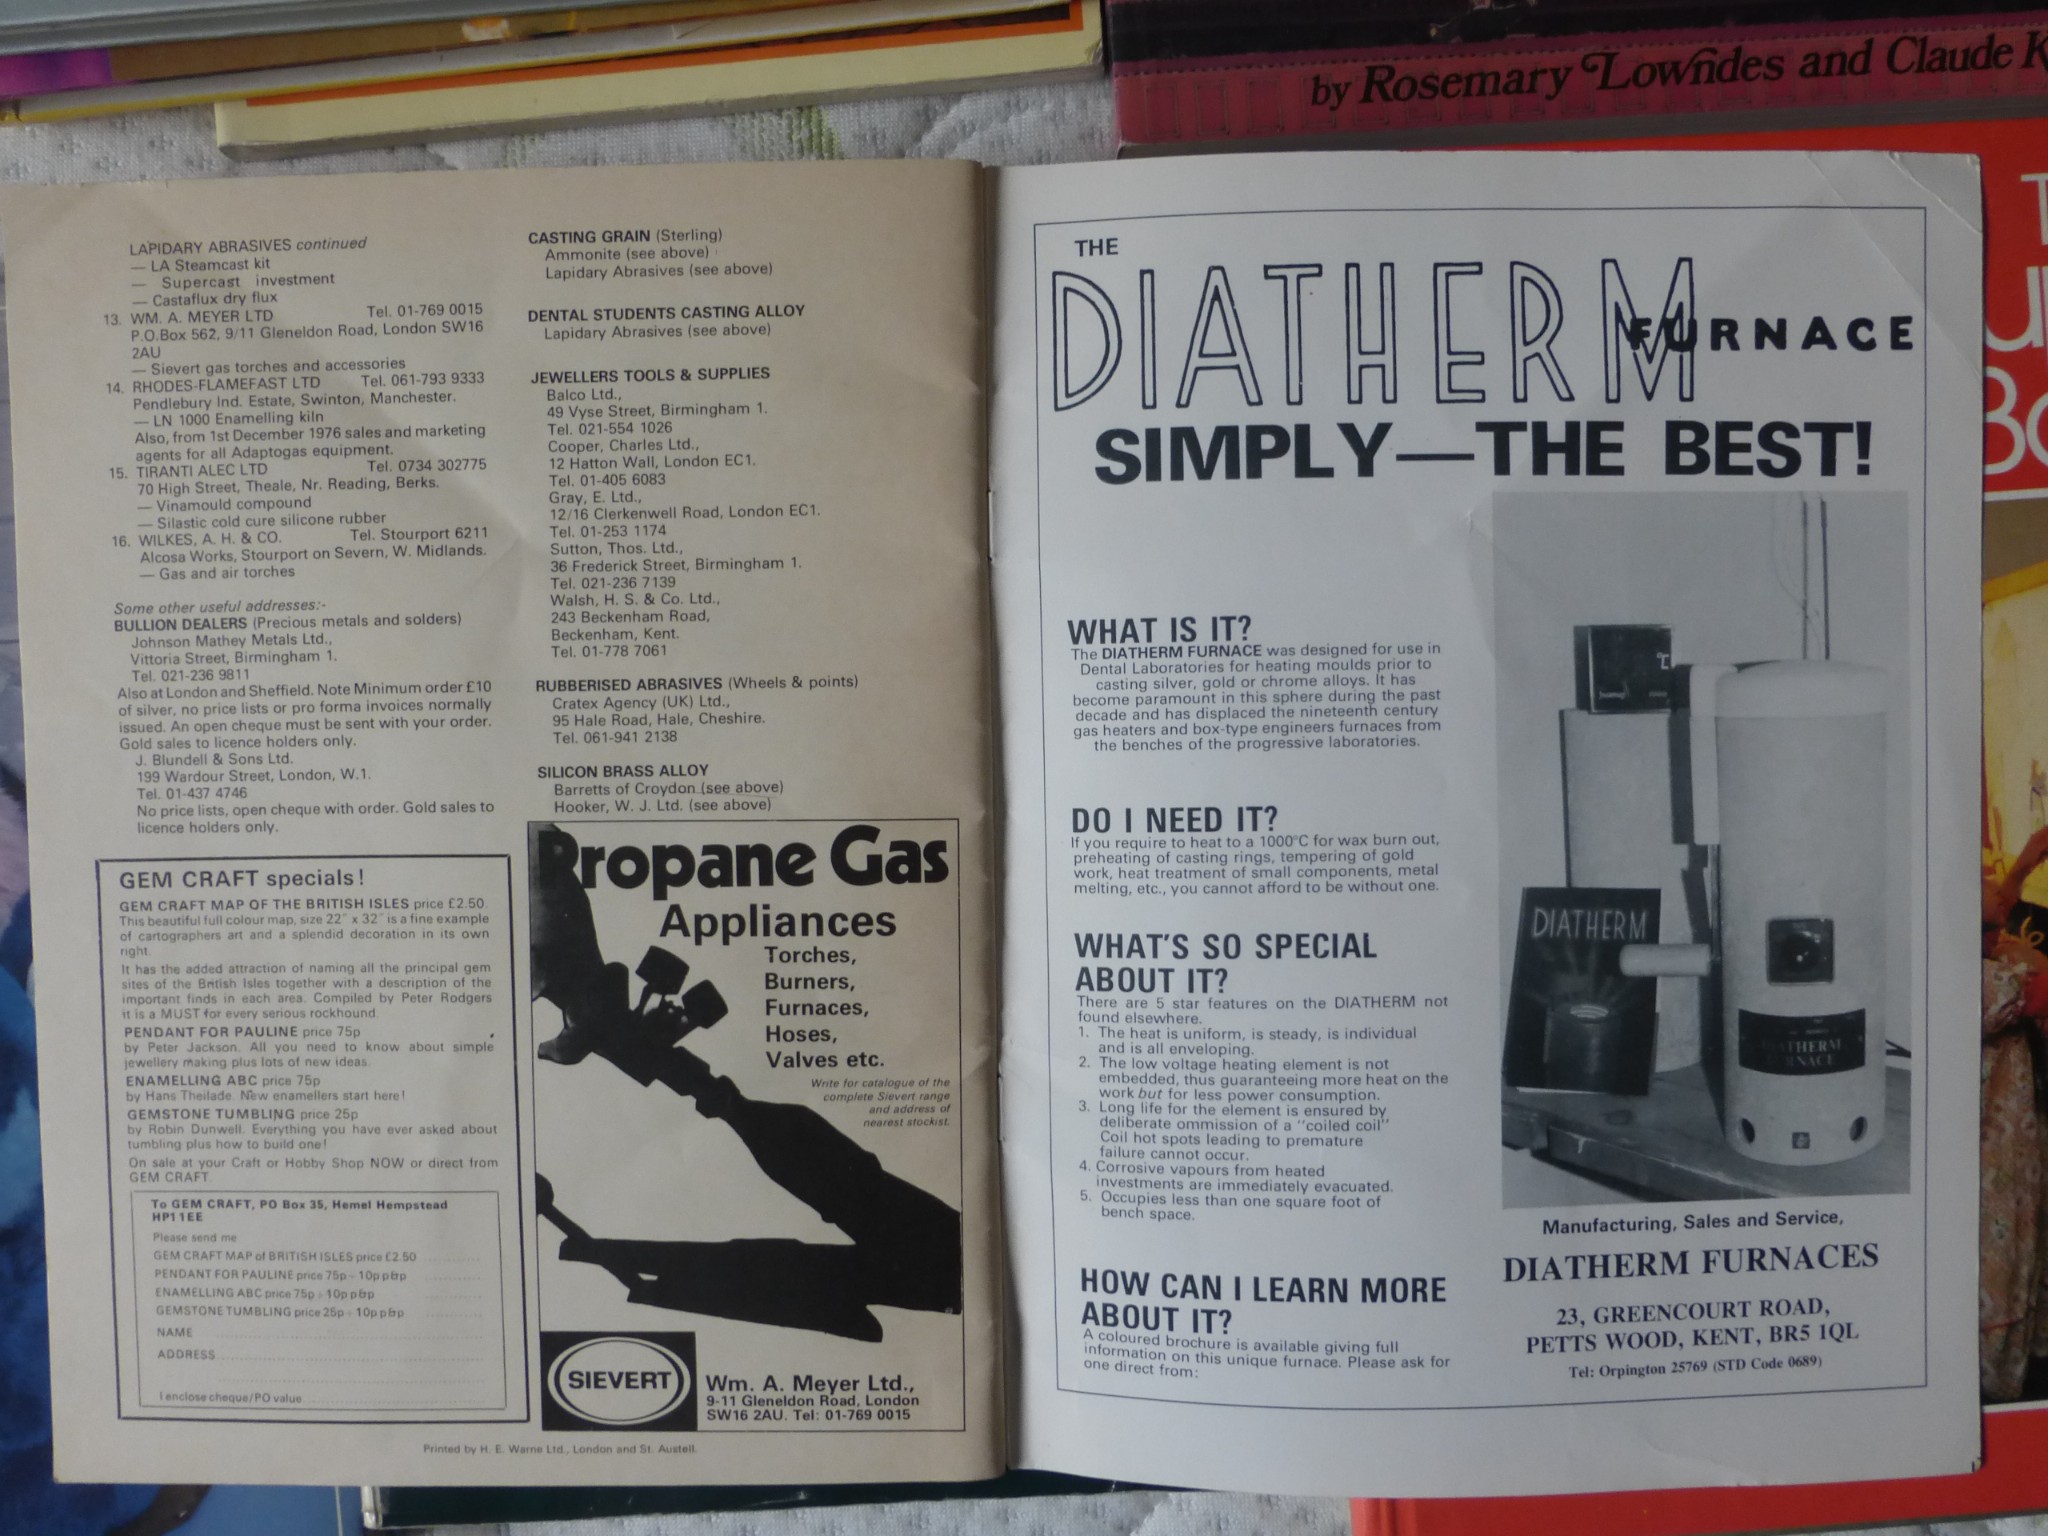 by Rosemary Lowndes and Claude K
LAPIDARY ABRASIVES continued
— LA Steamcast kit
— Supercast investment
— Castaflux dry flux
13. WM. A. MEYER LTD Tel. 01-769 0015
P.O.Box 562, 9/11 Gleneldon Road, London SW16
2AU
— Sievert gas torches and accessories
14. RHODES-FLAMEFAST LTD Tel. 061-793 9333
Pendlebury Ind. Estate, Swinton, Manchester.
— LN 1000 Enamelling kiln
Also, from 1st December 1976 sales and marketing
agents for all Adaptogas equipment.
15. TIRANTI ALEC LTD Tel. 0734 302775
70 High Street, Theale, Nr. Reading, Berks.
— Vinamould compound
— Silastic cold cure silicone rubber
16. WILKES, A. H. & CO. Tel. Stourport 6211
Alcosa Works, Stourport on Severn, W. Midlands.
— Gas and air torches
Some other useful addresses:-
BULLION DEALERS (Precious metals and solders)
Johnson Mathey Metals Ltd.,
Vittoria Street, Birmingham 1.
Tel. 021-236 9811
Also at London and Sheffield. Note Minimum order £10
of silver, no price lists or pro forma invoices normally
issued. An open cheque must be sent with your order.
Gold sales to licence holders only.
J. Blundell & Sons Ltd.
199 Wardour Street, London, W.1.
Tel. 01-437 4746
No price lists, open cheque with order. Gold sales to
licence holders only.
GEM CRAFT specials!
GEM CRAFT MAP OF THE BRITISH ISLES price £2.50.
This beautiful full colour map, size 22" x 32" is a fine example
of cartographers art and a splendid decoration in its own
right.
It has the added attraction of naming all the principal gem
sites of the British Isles together with a description of the
important finds in each area. Compiled by Peter Rodgers
it is a MUST for every serious rockhound.
PENDANT FOR PAULINE price 75p
by Peter Jackson. All you need to know about simple
jewellery making plus lots of new ideas.
ENAMELLING ABC price 75p
by Hans Theilade. New enamellers start here!
GEMSTONE TUMBLING price 25p
by Robin Dunwell. Everything you have ever asked about
tumbling plus how to build one!
On sale at your Craft or Hobby Shop NOW or direct from
GEM CRAFT.
To GEM CRAFT, PO Box 35, Hemel Hempstead
HP1 1EE
Please send me
GEM CRAFT MAP of BRITISH ISLES price £2.50
PENDANT FOR PAULINE price 75p + 10p p&p
ENAMELLING ABC price 75p + 10p p&p
GEMSTONE TUMBLING price 25p + 10p p&p
NAME
ADDRESS
I enclose cheque/PO value
CASTING GRAIN (Sterling)
Ammonite (see above)
Lapidary Abrasives (see above)
DENTAL STUDENTS CASTING ALLOY
Lapidary Abrasives (see above)
JEWELLERS TOOLS & SUPPLIES
Balco Ltd.,
49 Vyse Street, Birmingham 1.
Tel. 021-554 1026
Cooper, Charles Ltd.,
12 Hatton Wall, London EC1.
Tel. 01-405 6083
Gray, E. Ltd.,
12/16 Clerkenwell Road, London EC1.
Tel. 01-253 1174
Sutton, Thos. Ltd.,
36 Frederick Street, Birmingham 1.
Tel. 021-236 7139
Walsh, H. S. & Co. Ltd.,
243 Beckenham Road,
Beckenham, Kent.
Tel. 01-778 7061
RUBBERISED ABRASIVES (Wheels & points)
Cratex Agency (UK) Ltd.,
95 Hale Road, Hale, Cheshire.
Tel. 061-941 2138
SILICON BRASS ALLOY
Barretts of Croydon (see above)
Hooker, W. J. Ltd. (see above)
Propane Gas
Appliances
Torches,
Burners,
Furnaces,
Hoses,
Valves etc.
Write for catalogue of the
complete Sievert range
and address of
nearest stockist.
SIEVERT
Wm. A. Meyer Ltd.,
9-11 Gleneldon Road, London
SW16 2AU. Tel: 01-769 0015
Printed by H. E. Warne Ltd., London and St. Austell.
THE
DIATHERM FURNACE
SIMPLY—THE BEST!
WHAT IS IT?
The DIATHERM FURNACE was designed for use in
Dental Laboratories for heating moulds prior to
casting silver, gold or chrome alloys. It has
become paramount in this sphere during the past
decade and has displaced the nineteenth century
gas heaters and box-type engineers furnaces from
the benches of the progressive laboratories.
DO I NEED IT?
If you require to heat to a 1000°C for wax burn out,
preheating of casting rings, tempering of gold
work, heat treatment of small components, metal
melting, etc., you cannot afford to be without one.
WHAT'S SO SPECIAL
ABOUT IT?
There are 5 star features on the DIATHERM not
found elsewhere.
1. The heat is uniform, is steady, is individual
and is all enveloping.
2. The low voltage heating element is not
embedded, thus guaranteeing more heat on the
work but for less power consumption.
3. Long life for the element is ensured by
deliberate ommission of a "coiled coil"
Coil hot spots leading to premature
failure cannot occur.
4. Corrosive vapours from heated
investments are immediately evacuated.
5. Occupies less than one square foot of
bench space.
HOW CAN I LEARN MORE
ABOUT IT?
A coloured brochure is available giving full
information on this unique furnace. Please ask for
one direct from:
°C
DIATHERM
DIATHERM
FURNACE
Manufacturing, Sales and Service,
DIATHERM FURNACES
23, GREENCOURT ROAD,
PETTS WOOD, KENT, BR5 1QL
Tel: Orpington 25769 (STD Code 0689)